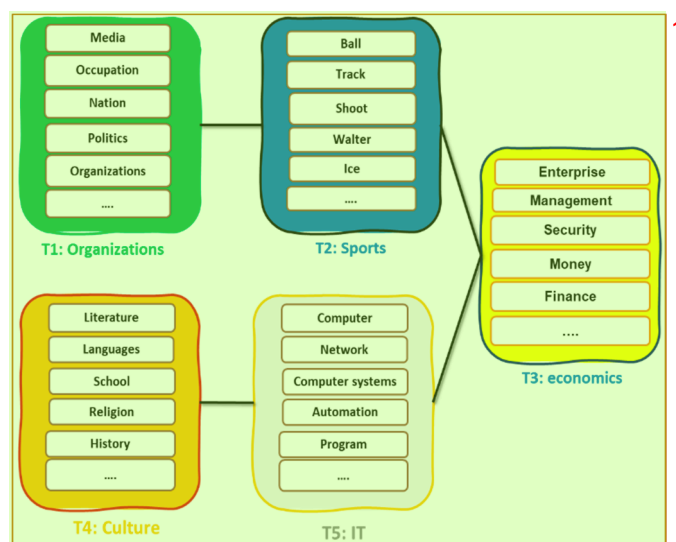 Media
Occupation
Nation
Politics
Organizations
....
T1: Organizations
Ball
Track
Shoot
Walter
Ice
....
T2: Sports
Enterprise
Management
Security
Money
Finance
....
T3: economics
Literature
Languages
School
Religion
History
....
T4: Culture
Computer
Network
Computer systems
Automation
Program
....
T5: IT